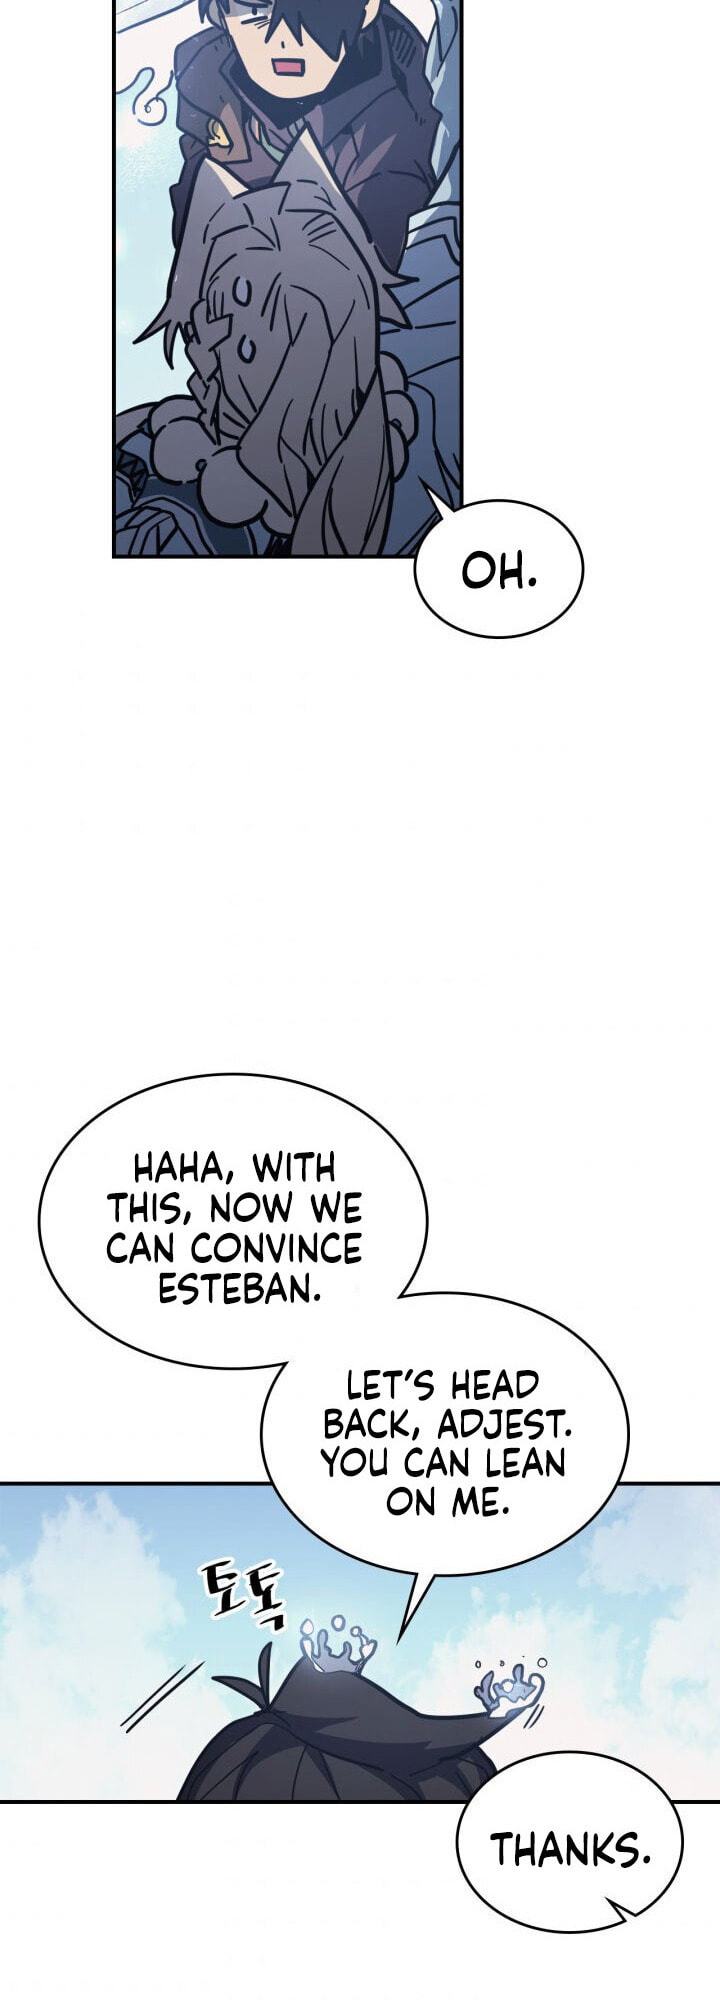 OH.
HAHA, WITH
THIS, NOW WE
CAN CONVINCE
ESTEBAN.
LET'S HEAD
BACK, ADJEST.
YOU CAN LEAN
ON ME.
토톡
THANKS.